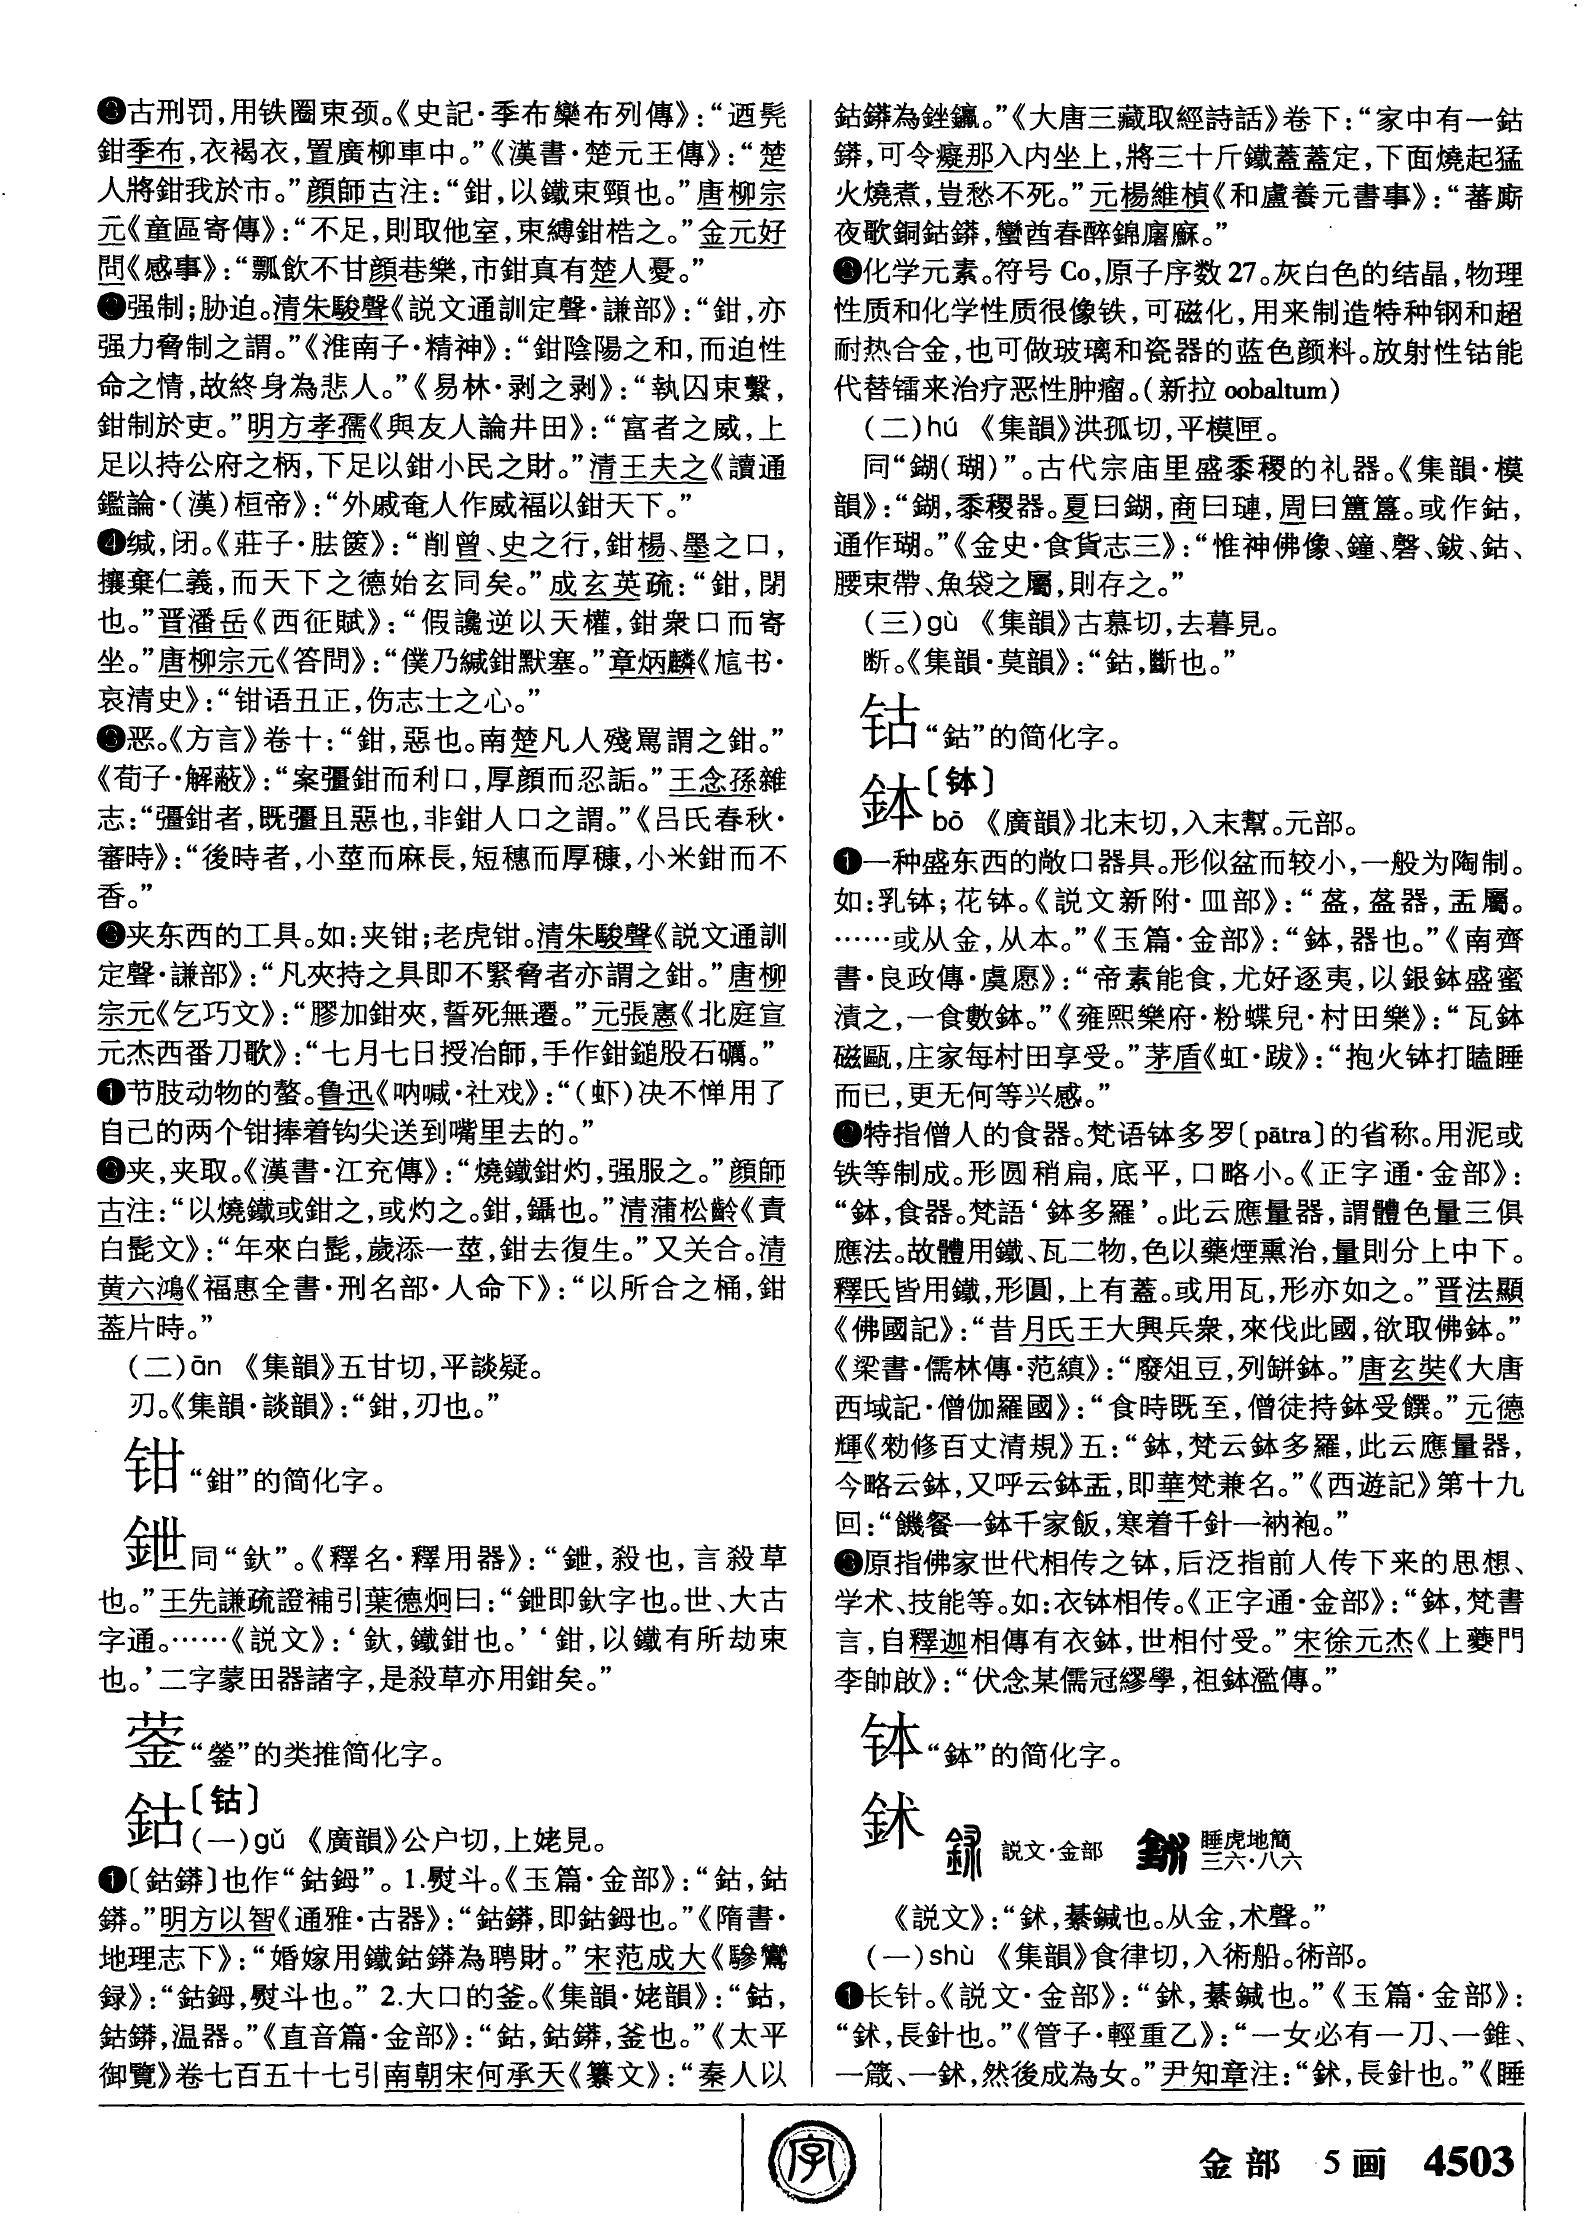 ❷古刑罚，用铁圈束颈。《史記·季布欒布列傳》：“迺髡
鉗季布，衣褐衣，置廣柳車中。”《漢書·楚元王傳》：“楚
人將鉗我於市。”顔師古注：“鉗，以鐵束頸也。”唐柳宗
元《童區寄傳》：“不足，則取他室，束縛鉗梏之。”金元好
問《感事》：“瓢飲不甘顔巷樂，市鉗真有楚人憂。”
❸强制；胁迫。清朱駿聲《説文通訓定聲·謙部》：“鉗，亦
强力脅制之謂。”《淮南子·精神》：“鉗陰陽之和，而迫性
命之情，故終身為悲人。”《易林·剥之剥》：“執囚束繫，
鉗制於吏。”明方孝孺《與友人論井田》：“富者之威，上
足以持公府之柄，下足以鉗小民之財。”清王夫之《讀通
鑑論·（漢）桓帝》：“外戚奄人作威福以鉗天下。”
❹缄，闭。《莊子·胠篋》：“削曾、史之行，鉗楊、墨之口，
攘棄仁義，而天下之德始玄同矣。”成玄英疏：“鉗，閉
也。”晋潘岳《西征賦》：“假讒逆以天權，鉗衆口而寄
坐。”唐柳宗元《答問》：“僕乃緘鉗默塞。”章炳麟《訄书·
哀清史》：“钳语丑正，伤志士之心。”
❺恶。《方言》卷十：“鉗，惡也。南楚凡人殘罵謂之鉗。”
《荀子·解蔽》：“案彊鉗而利口，厚顔而忍詬。”王念孫雜
志：“彊鉗者，既彊且惡也，非鉗人口之謂。”《吕氏春秋·
審時》：“後時者，小莖而麻長，短穗而厚糠，小米鉗而不
香。”
❻夹东西的工具。如：夹钳；老虎钳。清朱駿聲《説文通訓
定聲·謙部》：“凡夾持之具即不緊脅者亦謂之鉗。”唐柳
宗元《乞巧文》：“膠加鉗夾，誓死無遷。”元張憲《北庭宣
元杰西番刀歌》：“七月七日授冶師，手作鉗鎚股石礪。”
❼节肢动物的螯。鲁迅《呐喊·社戏》：“（虾）决不惮用了
自己的两个钳捧着钩尖送到嘴里去的。”
❽夹，夹取。《漢書·江充傳》：“燒鐵鉗灼，强服之。”顔師
古注：“以燒鐵或鉗之，或灼之。鉗，鑷也。”清蒲松齡《責
白髭文》：“年來白髭，歲添一莖，鉗去復生。”又关合。清
黄六鴻《福惠全書·刑名部·人命下》：“以所合之桶，鉗
盖片時。”
（二）ān 《集韻》五甘切，平談疑。
刃。《集韻·談韻》：“鉗，刃也。”
钳“鉗”的简化字。
鉪同“釱”。《釋名·釋用器》：“鉪，殺也，言殺草
也。”王先謙疏證補引葉德炯曰：“鉪即釱字也。世、大古
字通。……《説文》：‘釱，鐵鉗也。’‘鉗，以鐵有所劫束
也。’二字蒙田器諸字，是殺草亦用鉗矣。”
蓥“鎣”的类推简化字。
鈷〔钴〕
（一）gǔ 《廣韻》公户切，上姥見。
❶〔鈷鏻〕也作“鈷鉧”。1.熨斗。《玉篇·金部》：“鈷，鈷
䥈。”明方以智《通雅·古器》：“鈷䥈，即鈷鉧也。”《隋書·
地理志下》：“婚嫁用鐵鈷䥈為聘財。”宋范成大《驂鸞
録》：“鈷鉧，熨斗也。”2.大口的釜。《集韻·姥韻》：“鈷，
鈷䥈，温器。”《直音篇·金部》：“鈷，鈷䥈，釜也。”《太平
御覽》卷七百五十七引南朝宋何承天《纂文》：“秦人以
鈷䥈為銼鑹。”《大唐三藏取經詩話》卷下：“家中有一鈷
䥈，可令癡那入内坐上，將三十斤鐵蓋蓋定，下面燒起猛
火燒煮，豈愁不死。”元楊維楨《和盧養元書事》：“蕃廝
夜歌銅鈷䥈，蠻酋春醉錦廜㢝。”
❷化学元素。符号Co，原子序数27。灰白色的结晶，物理
性质和化学性质很像铁，可磁化，用来制造特种钢和超
耐热合金，也可做玻璃和瓷器的蓝色颜料。放射性钴能
代替镭来治疗恶性肿瘤。（新拉oobaltum）
（二）hú 《集韻》洪孤切，平模匣。
同“鍸（瑚）”。古代宗庙里盛黍稷的礼器。《集韻·模
韻》：“鍸，黍稷器。夏曰鍸，商曰璉，周曰簠簋。或作鈷，
通作瑚。”《金史·食貨志三》：“惟神佛像、鐘、磬、鈸、鈷、
腰束帶、魚袋之屬，則存之。”
（三）gù 《集韻》古慕切，去暮見。
断。《集韻·莫韻》：“鈷，斷也。”
钴“鈷”的简化字。
鉢〔钵〕
bō 《廣韻》北末切，入末幫。元部。
❶一种盛东西的敞口器具。形似盆而较小，一般为陶制。
如：乳钵；花钵。《説文新附·皿部》：“盋，盋器，盂屬。
……或从金，从本。”《玉篇·金部》：“鉢，器也。”《南齊
書·良政傳·虞愿》：“帝素能食，尤好逐夷，以銀鉢盛蜜
漬之，一食數鉢。”《雍熙樂府·粉蝶兒·村田樂》：“瓦鉢
磁甌，庄家每村田享受。”茅盾《虹·跋》：“抱火钵打瞌睡
而已，更无何等兴感。”
❷特指僧人的食器。梵语钵多罗〔pātra〕的省称。用泥或
铁等制成。形圆稍扁，底平，口略小。《正字通·金部》：
“鉢，食器。梵語‘鉢多羅’。此云應量器，謂體色量三俱
應法。故體用鐵、瓦二物，色以藥煙熏治，量則分上中下。
釋氏皆用鐵，形圓，上有蓋。或用瓦，形亦如之。”晋法顯
《佛國記》：“昔月氏王大興兵衆，來伐此國，欲取佛鉢。”
《梁書·儒林傳·范縝》：“廢俎豆，列缾鉢。”唐玄奘《大唐
西域記·僧伽羅國》：“食時既至，僧徒持鉢受饌。”元德
輝《勑修百丈清規》五：“鉢，梵云鉢多羅，此云應量器，
今略云鉢，又呼云鉢盂，即華梵兼名。”《西遊記》第十九
回：“饑餐一鉢千家飯，寒着千針一衲袍。”
❸原指佛家世代相传之钵，后泛指前人传下来的思想、
学术、技能等。如：衣钵相传。《正字通·金部》：“鉢，梵書
言，自釋迦相傳有衣鉢，世相付受。”宋徐元杰《上夔門
李帥啟》：“伏念某儒冠繆學，祖鉢濫傳。”
钵“鉢”的简化字。
鉥 説文·金部 睡虎地簡
三六·八六
《説文》：“鉥，綦鍼也。从金，术聲。”
（一）shù 《集韻》食律切，入術船。術部。
❶长针。《説文·金部》：“鉥，綦鍼也。”《玉篇·金部》：
“鉥，長針也。”《管子·輕重乙》：“一女必有一刀、一錐、
一箴、一鉥，然後成為女。”尹知章注：“鉥，長針也。”《睡
字
金部 5画 4503